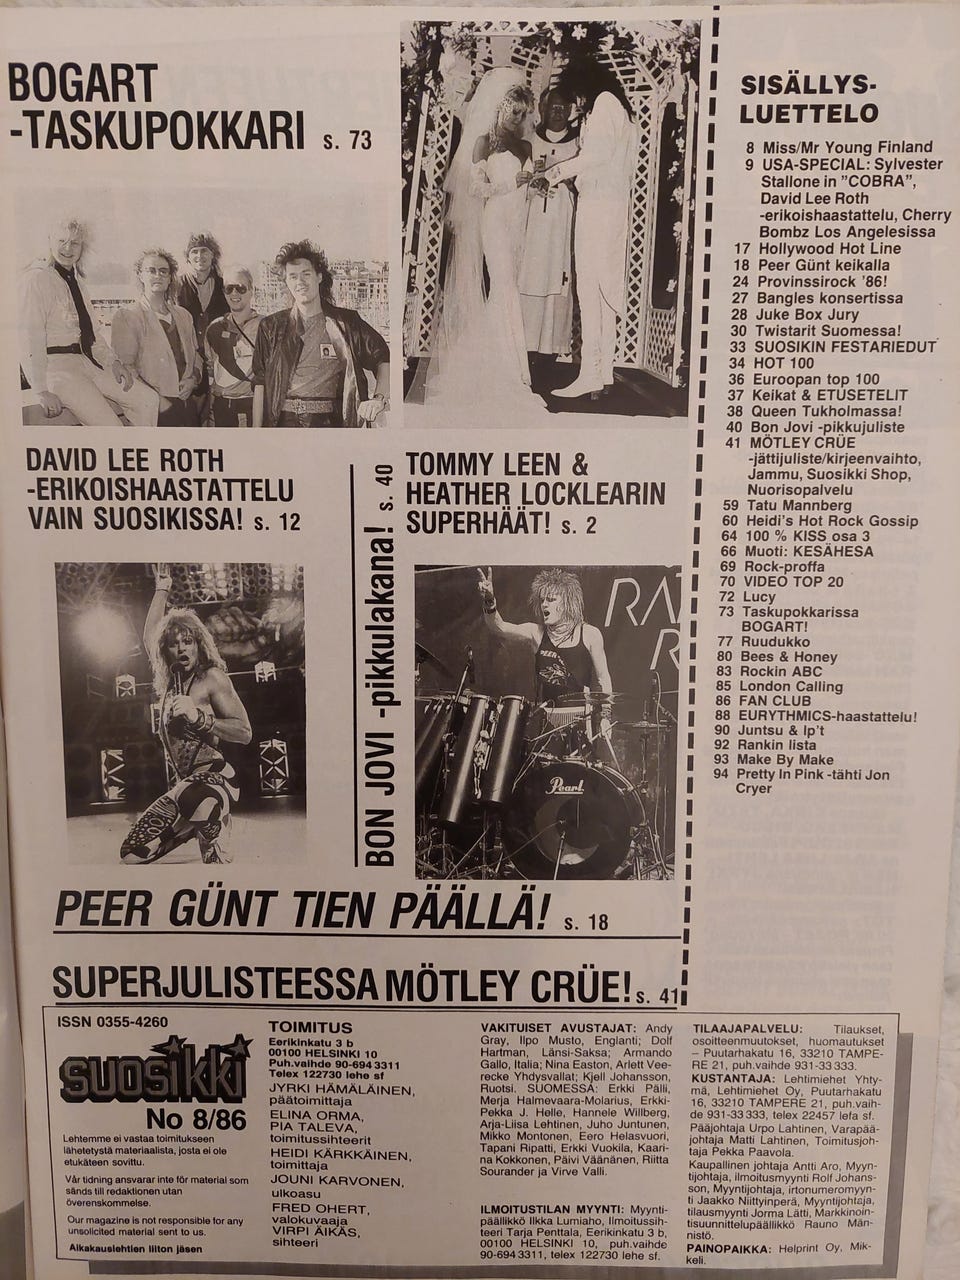 BOGART
-TASKUPOKKARI s. 73
DAVID LEE ROTH
-ERIKOISHAASTATTELU
VAIN SUOSIKISSA! s. 12
BON JOVI -pikkulakana! s. 40
TOMMY LEEN &
HEATHER LOCKLEARIN
SUPERHÄÄT! s. 2
RAT
R
PEER
Pearl
PEER GÜNT TIEN PÄÄLLÄ! s. 18
SUPERJULISTEESSA MÖTLEY CRÜE! s. 41
SISÄLLYS-
LUETTELO
8 Miss/Mr Young Finland
9 USA-SPECIAL: Sylvester
Stallone in ”COBRA”,
David Lee Roth
-erikoishaastattelu, Cherry
Bombz Los Angelesissa
17 Hollywood Hot Line
18 Peer Günt keikalla
24 Provinssirock '86!
27 Bangles konsertissa
28 Juke Box Jury
30 Twistarit Suomessa!
33 SUOSIKIN FESTARIEDUT
34 HOT 100
36 Euroopan top 100
37 Keikat & ETUSETELIT
38 Queen Tukholmassa!
40 Bon Jovi -pikkujuliste
41 MÖTLEY CRÜE
-jättijuliste/kirjeenvaihto,
Jammu, Suosikki Shop,
Nuorisopalvelu
59 Tatu Mannberg
60 Heidi's Hot Rock Gossip
64 100 % KISS osa 3
66 Muoti: KESÄHESA
69 Rock-proffa
70 VIDEO TOP 20
72 Lucy
73 Taskupokkarissa
BOGART!
77 Ruudukko
80 Bees & Honey
83 Rockin ABC
85 London Calling
86 FAN CLUB
88 EURYTHMICS-haastattelu!
90 Juntsu & Ip't
92 Rankin lista
93 Make By Make
94 Pretty In Pink -tähti Jon
Cryer
ISSN 0355-4260
suosikki
No 8/86
Lehtemme ei vastaa toimitukseen
lähetetystä materiaalista, josta ei ole
etukäteen sovittu.
Vår tidning ansvarar inte för material som
sänds till redaktionen utan
överenskommelse.
Our magazine is not responsible for any
unsolicited material sent to us.
Aikakauslehtien liiton jäsen
TOIMITUS
Eerikinkatu 3 b
00100 HELSINKI 10
Puh.vaihde 90-694 3311
Telex 122730 lehe sf
JYRKI HÄMÄLÄINEN,
päätoimittaja
ELINA ORMA,
PIA TALEVA,
toimitussihteerit
HEIDI KÄRKKÄINEN,
toimittaja
JOUNI KARVONEN,
ulkoasu
FRED OHERT,
valokuvaaja
VIRPI ÄIKÄS,
sihteeri
VAKITUISET AVUSTAJAT: Andy
Gray, Ilpo Musto, Englanti; Dolf
Hartman, Länsi-Saksa; Armando
Gallo, Italia; Nina Easton, Arlett Vee-
recke Yhdysvallat; Kjell Johansson,
Ruotsi. SUOMESSA: Erkki Pälli,
Merja Halmevaara-Molarius, Erkki-
Pekka J. Helle, Hannele Willberg,
Arja-Liisa Lehtinen, Juho Juntunen,
Mikko Montonen, Eero Helasvuori,
Tapani Ripatti, Erkki Vuokila, Kaari-
na Kokkonen, Päivi Väänänen, Riitta
Sourander ja Virve Valli.
ILMOITUSTILAN MYYNTI: Myynti-
päällikkö Ilkka Lumiaho, Ilmoitussih-
teeri Tarja Penttala, Eerikinkatu 3 b,
00100 HELSINKI 10, puh.vaihde
90-694 3311, telex 122730 lehe sf.
TILAAJAPALVELU: Tilaukset,
osoitteenmuutokset, huomautukset
– Puutarhakatu 16, 33210 TAMPE-
RE 21, puh.vaihde 931-33 333.
KUSTANTAJA: Lehtimiehet Yhty-
mä, Lehtimiehet Oy, Puutarhakatu
16, 33210 TAMPERE 21, puh.vaih-
de 931-33 333, telex 22457 lefa sf.
Pääjohtaja Urpo Lahtinen, Varapää-
johtaja Matti Lahtinen, Toimitusjoh-
taja Pekka Paavola.
Kaupallinen johtaja Antti Aro, Myyn-
tijohtaja, ilmoitusmyynti Rolf Johans-
son, Myyntijohtaja, irtonumeromyyn-
ti Jaakko Niittyinperä, Myyntijohtaja,
tilausmyynti Jorma Lätti, Markkinoin-
tisuunnittelupäällikkö Rauno Män-
nistö.
PAINOPAIKKA: Helprint Oy, Mik-
keli.